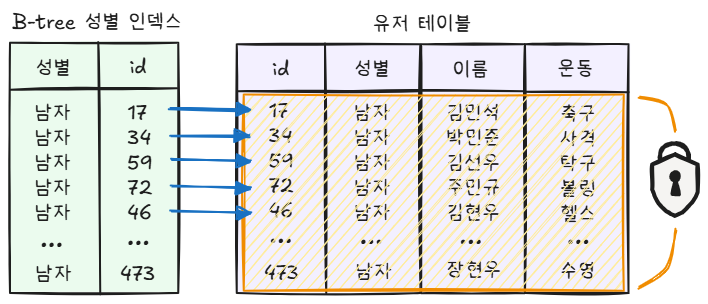 B-tree 성별 인덱스
성별 id
남자 17
남자 34
남자 59
남자 72
남자 46
... ...
남자 473
유저 테이블
id 성별 이름 운동
17 남자 김민석 축구
34 남자 박민준 사격
59 남자 김선우 탁구
72 남자 주민규 볼링
46 남자 김현우 헬스
... ... ... ...
473 남자 장현우 수영